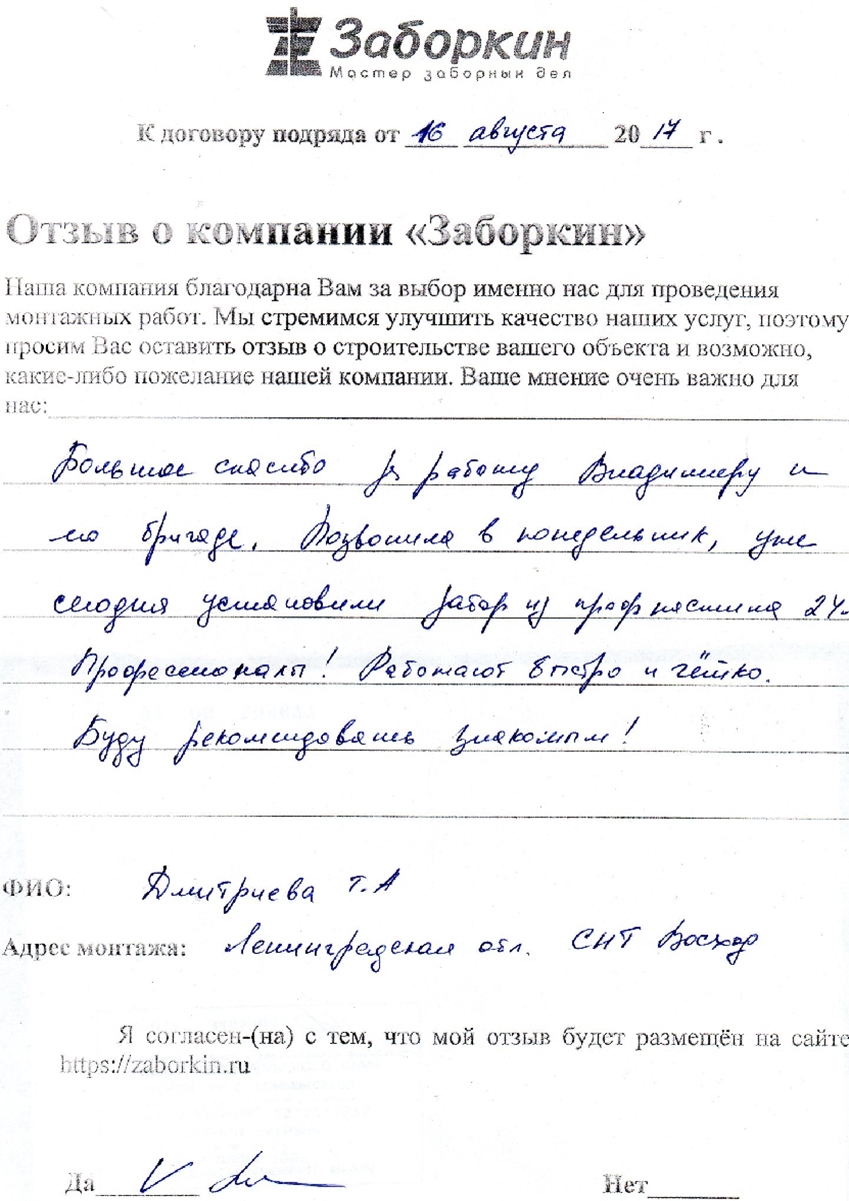 Заборкин
Мастер заборных дел
К договору подряда от 16 августа 2017 г.
Отзыв о компании «Заборкин»
Наша компания благодарна Вам за выбор именно нас для проведения
монтажных работ. Мы стремимся улучшить качество наших услуг, поэтому
просим Вас оставить отзыв о строительстве вашего объекта и возможно,
какие-либо пожелание нашей компании. Ваше мнение очень важно для
нас:
Большое спасибо за работу Владимиру и
его бригаде. Позвонила в понедельник, уже
сегодня установили забор из профнастила 24м
Профессионалы! Работают быстро и чётко.
Буду рекомендовать знакомым!
ФИО: Дмитриева Т.А
Адрес монтажа: Ленинградская обл. СНТ Восход
Я согласен-(на) с тем, что мой отзыв будет размещён на сайте
https://zaborkin.ru
Да V
Нет